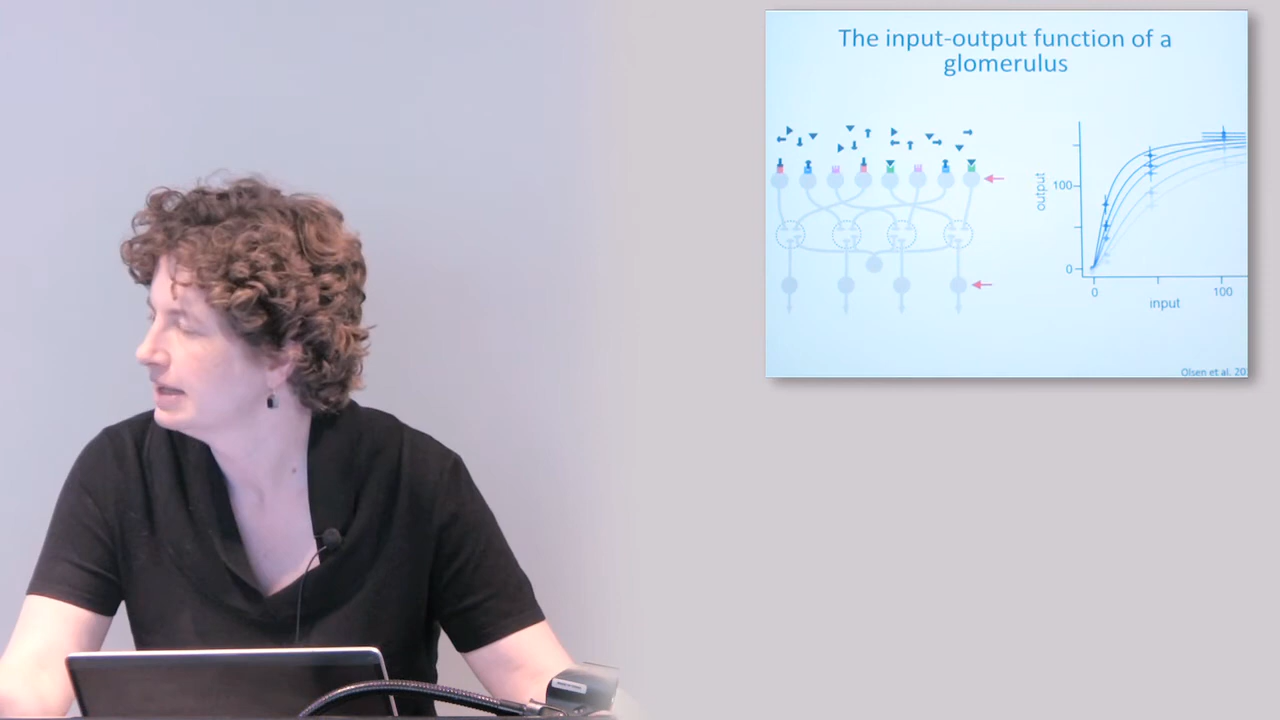 The input-output function of a
glomerulus
output
100
0
0
100
input
Olsen et al. 20